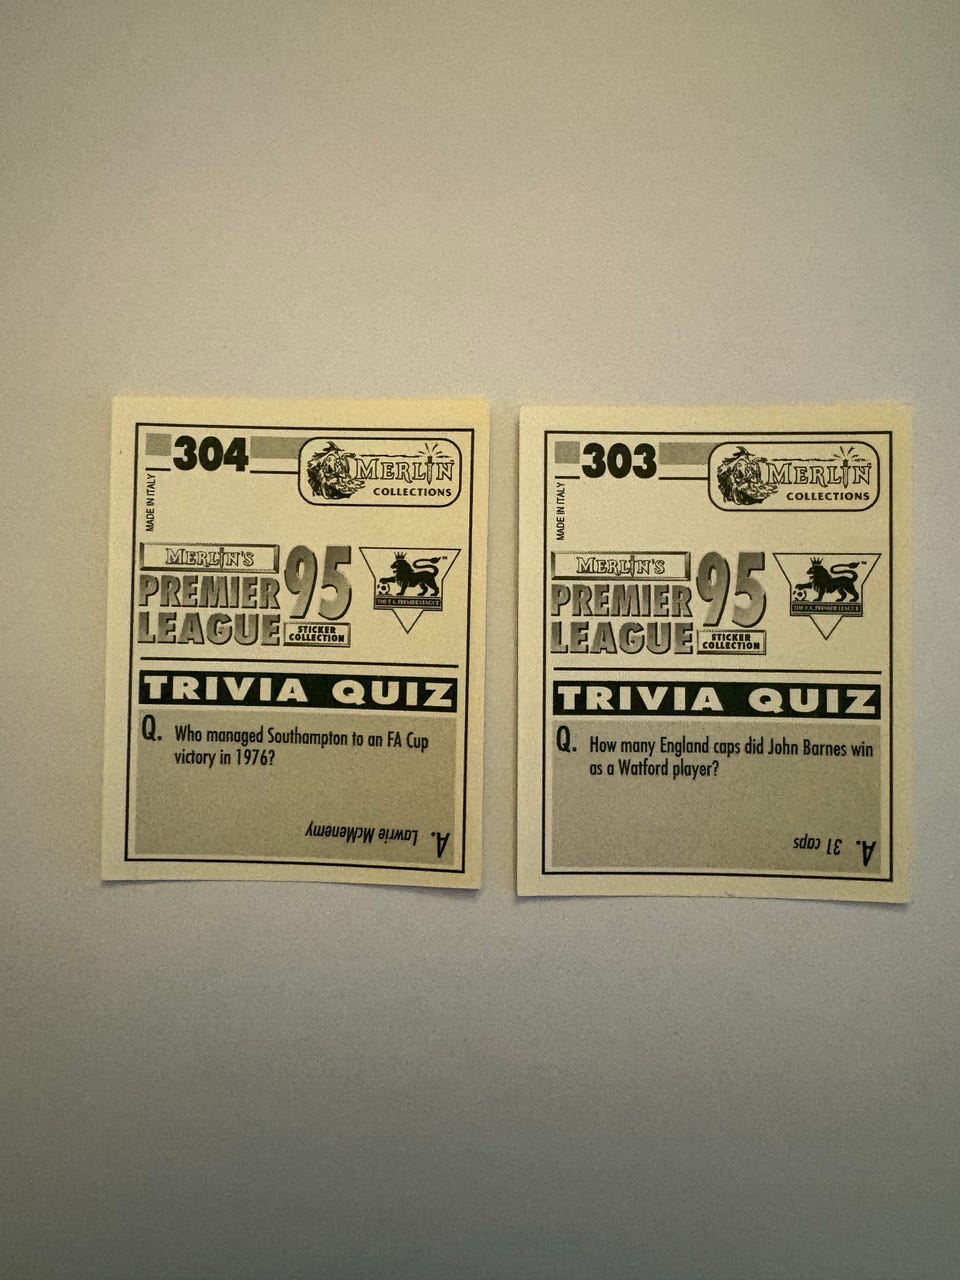 304
MERLIN
COLLECTIONS
MADE IN ITALY
MERLIN'S
PREMIER
LEAGUE
95
STICKER
COLLECTION
™
THE F.A. PREMIER LEAGUE
TRIVIA QUIZ
Q. Who managed Southampton to an FA Cup
victory in 1976?
A. Lawrie McMenemy
303
MERLIN
COLLECTIONS
MADE IN ITALY
MERLIN'S
PREMIER
LEAGUE
95
STICKER
COLLECTION
™
THE F.A. PREMIER LEAGUE
TRIVIA QUIZ
Q. How many England caps did John Barnes win
as a Watford player?
A. 31 caps